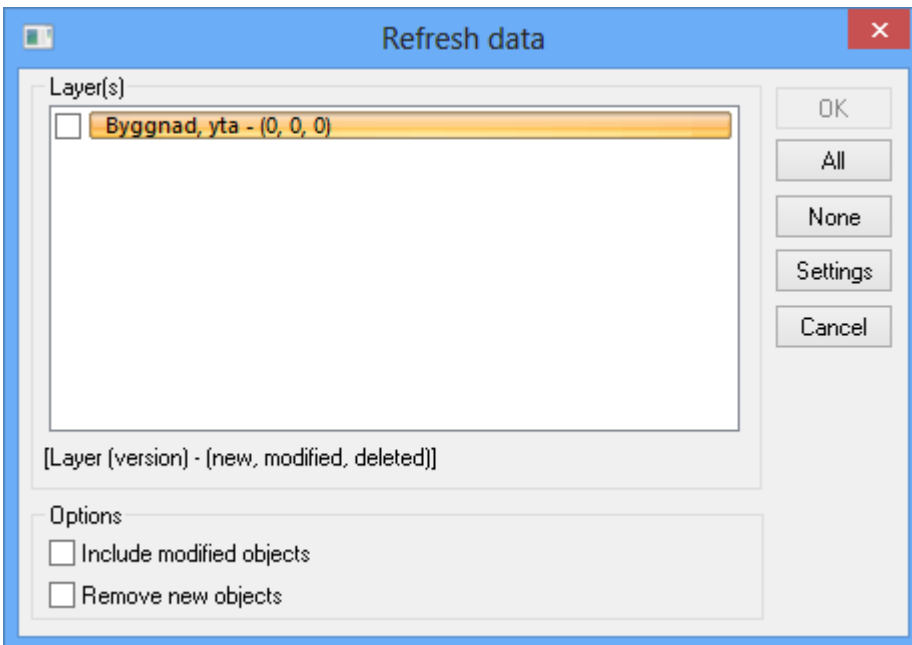 Refresh data
Layer(s)
Byggnad, yta - (0, 0, 0)
[Layer (version) - (new, modified, deleted)]
Options
Include modified objects
Remove new objects
OK
All
None
Settings
Cancel